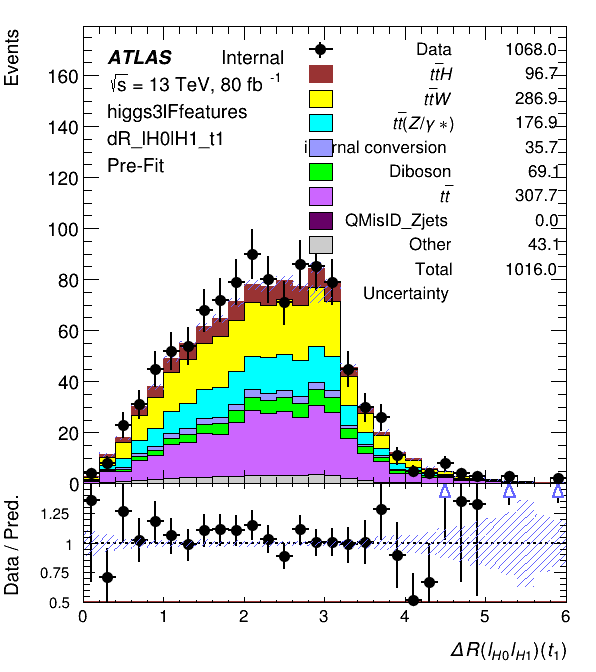 Events
ATLAS Internal
√s = 13 TeV, 80 fb -1
higgs3lFfeatures
dR_lH0lH1_t1
Pre-Fit
Data 1068.0
tt̄H 96.7
tt̄W 286.9
tt̄(Z/γ *) 176.9
internal conversion 35.7
Diboson 69.1
tt̄ 307.7
QMisID_Zjets 0.0
Other 43.1
Total 1016.0
Uncertainty
160
140
120
100
80
60
40
20
0
Data / Pred.
1.25
1
0.75
0.5
0 1 2 3 4 5 6
ΔR(lH0lH1)(t1)